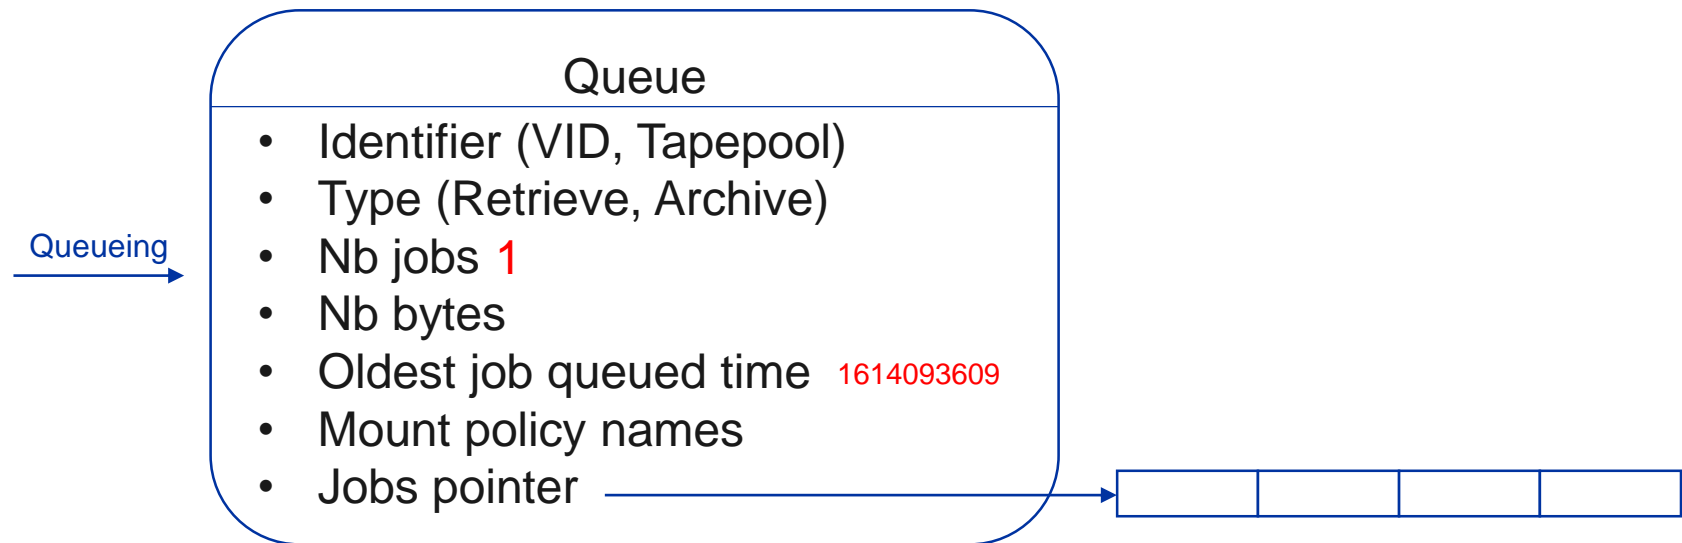 Queue
• Identifier (VID, Tapepool)
• Type (Retrieve, Archive)
Queueing
• Nb jobs 1
• Nb bytes
• Oldest job queued time 1614093609
• Mount policy names
• Jobs pointer